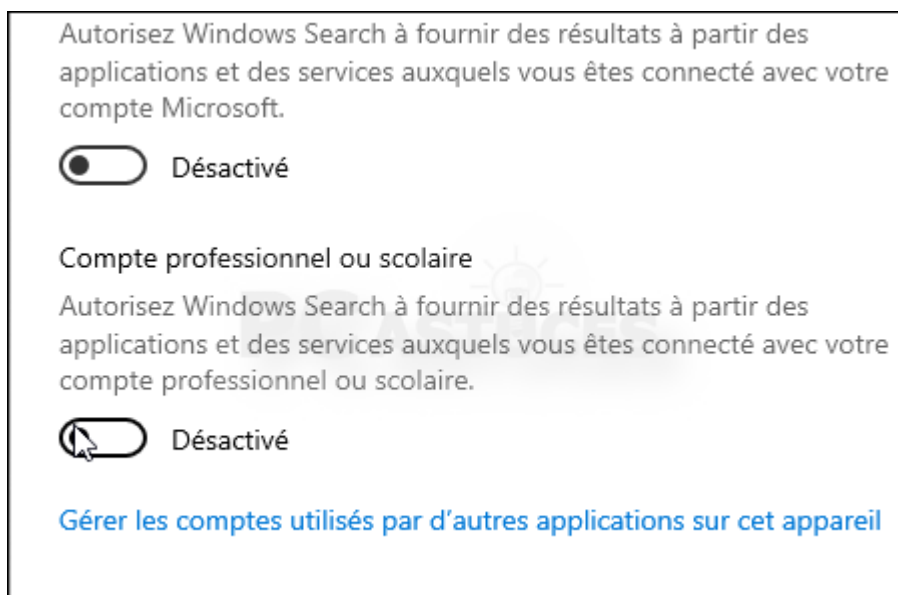 Autorisez Windows Search à fournir des résultats à partir des
applications et des services auxquels vous êtes connecté avec votre
compte Microsoft.
Désactivé
Compte professionnel ou scolaire
Autorisez Windows Search à fournir des résultats à partir des
applications et des services auxquels vous êtes connecté avec votre
compte professionnel ou scolaire.
PC ASTUCES
Désactivé
Gérer les comptes utilisés par d’autres applications sur cet appareil